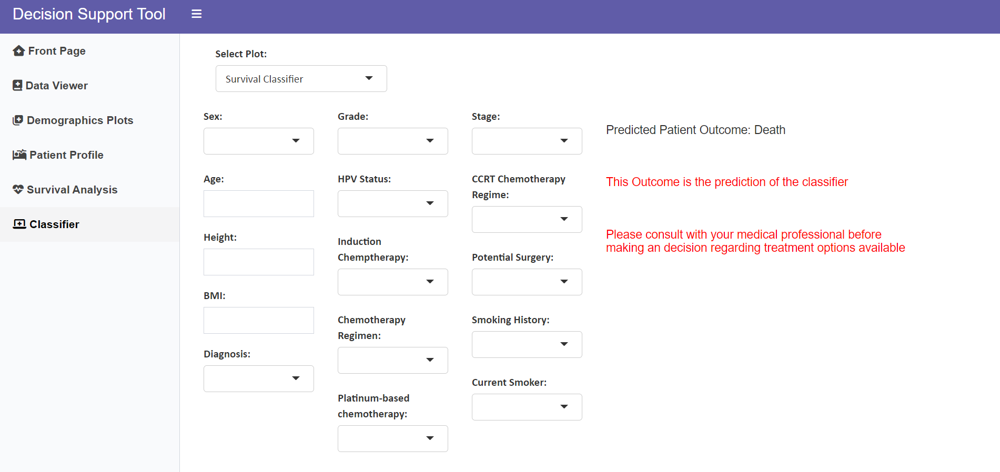 Decision Support Tool
Front Page
Data Viewer
Demographics Plots
Patient Profile
Survival Analysis
Classifier
Select Plot:
Survival Classifier
Sex:
Age:
Height:
BMI:
Diagnosis:
Grade:
HPV Status:
Induction
Chemptherapy:
Chemotherapy
Regimen:
Platinum-based
chemotherapy:
Stage:
CCRT Chemotherapy
Regime:
Potential Surgery:
Smoking History:
Current Smoker:
Predicted Patient Outcome: Death
This Outcome is the prediction of the classifier
Please consult with your medical professional before
making an decision regarding treatment options available